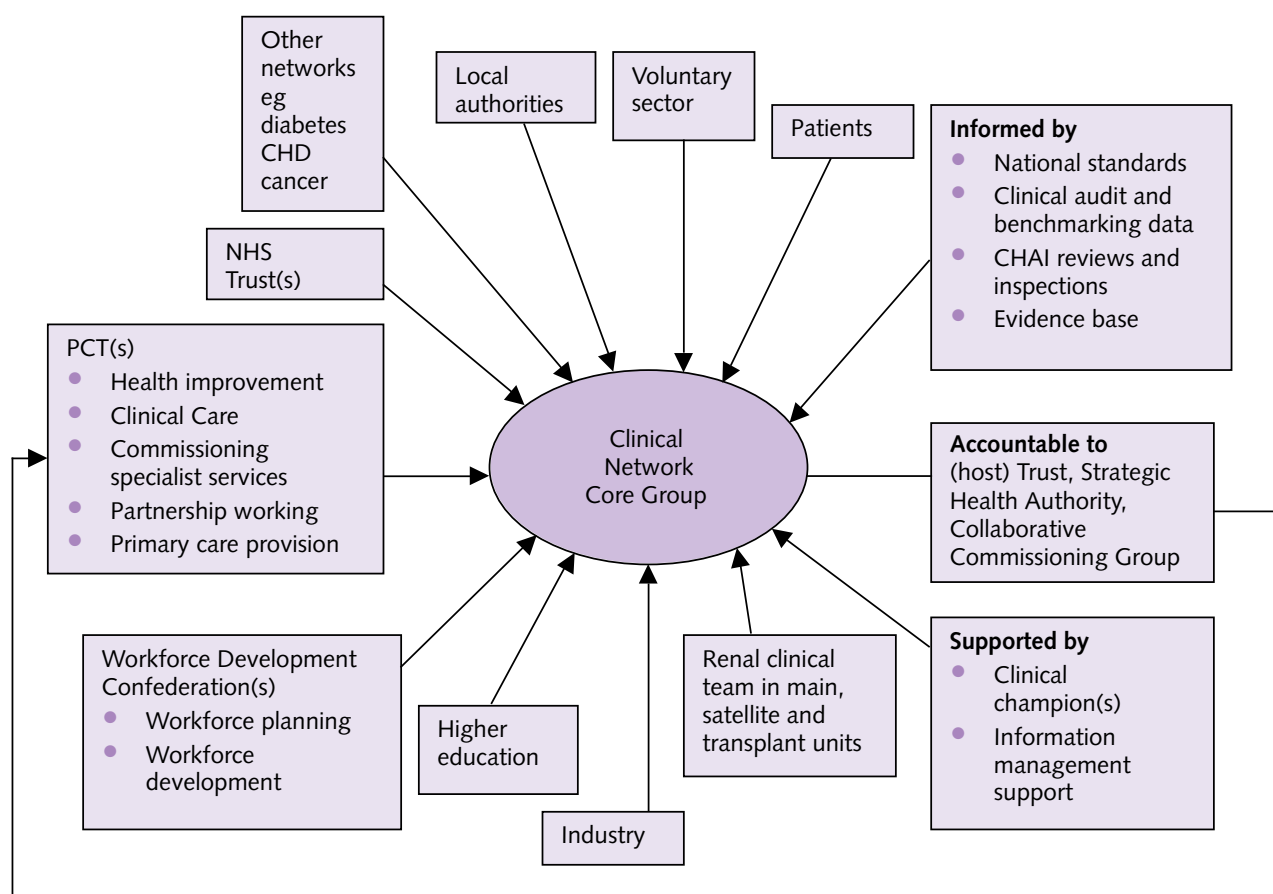 Other
networks
eg
diabetes
CHD
cancer
Local
authorities
Voluntary
sector
Patients
Informed by
National standards
Clinical audit and
benchmarking data
CHAI reviews and
inspections
Evidence base
NHS
Trust(s)
PCT(s)
Health improvement
Clinical Care
Commissioning
specialist services
Partnership working
Primary care provision
Clinical
Network
Core Group
Accountable to
(host) Trust, Strategic
Health Authority,
Collaborative
Commissioning Group
Workforce Development
Confederation(s)
Workforce planning
Workforce
development
Higher
education
Industry
Renal clinical
team in main,
satellite and
transplant units
Supported by
Clinical
champion(s)
Information
management
support